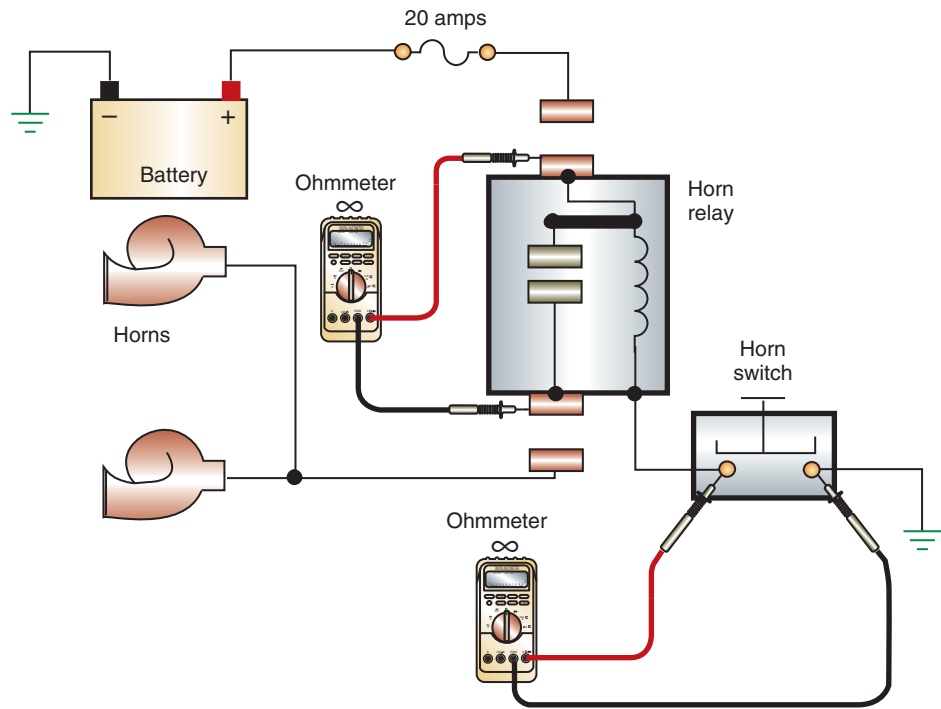 20 amps
− +
Battery
Ohmmeter
∞
Horn
relay
Horns
Horn
switch
Ohmmeter
∞